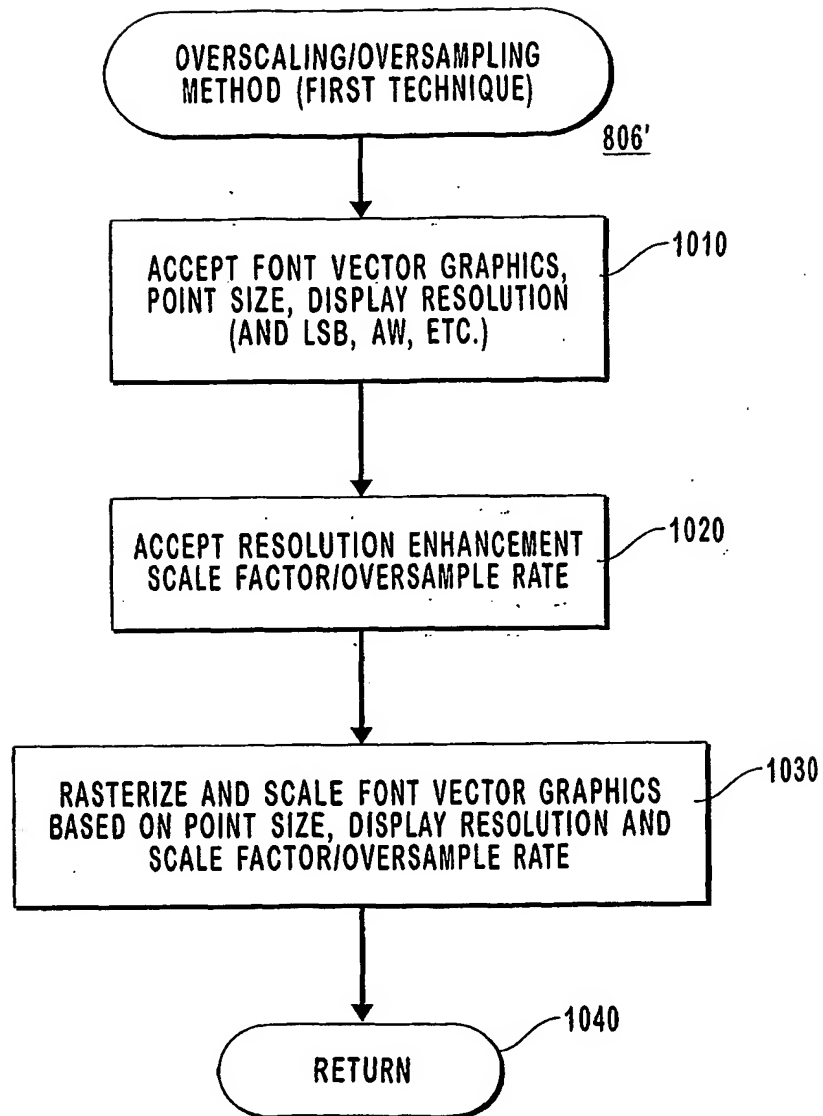 OVERSCALING/OVERSAMPLING
METHOD (FIRST TECHNIQUE)
806'
1010
ACCEPT FONT VECTOR GRAPHICS,
POINT SIZE, DISPLAY RESOLUTION
(AND LSB, AW, ETC.)
1020
ACCEPT RESOLUTION ENHANCEMENT
SCALE FACTOR/OVERSAMPLE RATE
1030
RASTERIZE AND SCALE FONT VECTOR GRAPHICS
BASED ON POINT SIZE, DISPLAY RESOLUTION AND
SCALE FACTOR/OVERSAMPLE RATE
1040
RETURN